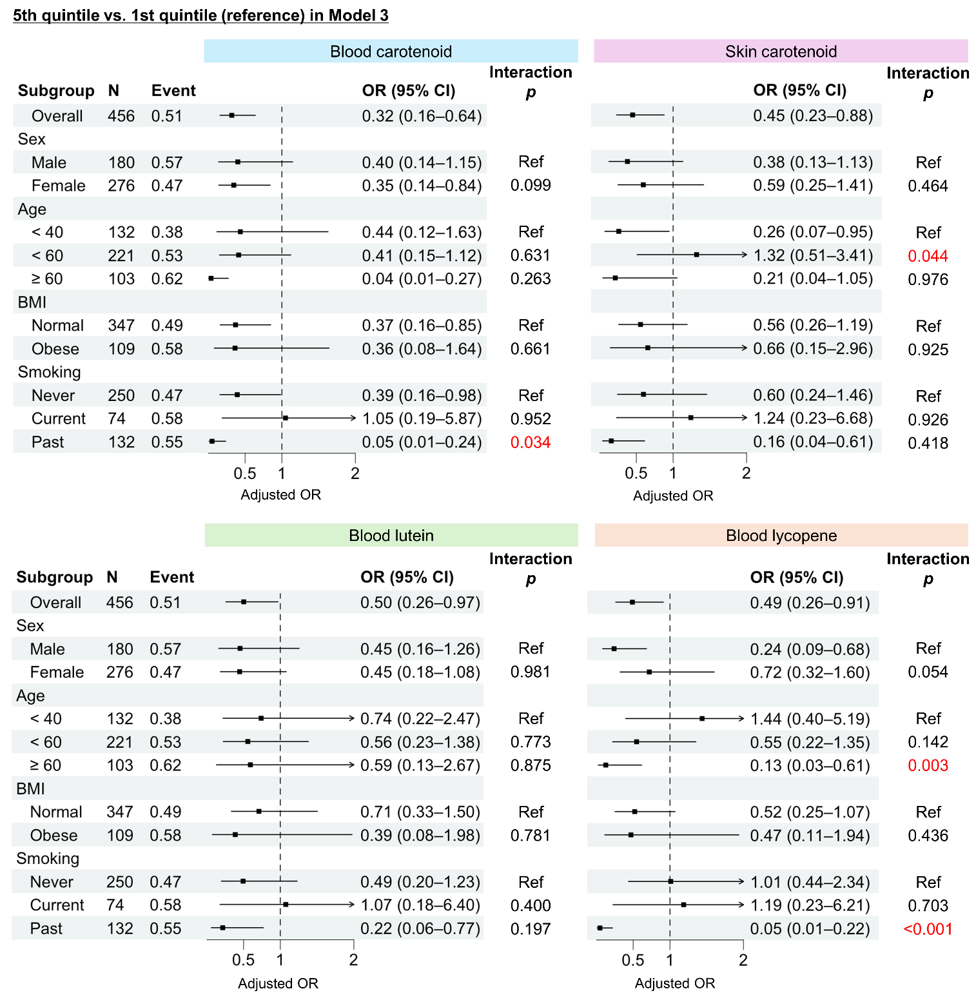 5th quintile vs. 1st quintile (reference) in Model 3
Blood carotenoid
Subgroup N Event OR (95% CI) Interaction p
Overall 456 0.51 0.32 (0.16–0.64)
Sex
Male 180 0.57 0.40 (0.14–1.15) Ref
Female 276 0.47 0.35 (0.14–0.84) 0.099
Age
< 40 132 0.38 0.44 (0.12–1.63) Ref
< 60 221 0.53 0.41 (0.15–1.12) 0.631
≥ 60 103 0.62 0.04 (0.01–0.27) 0.263
BMI
Normal 347 0.49 0.37 (0.16–0.85) Ref
Obese 109 0.58 0.36 (0.08–1.64) 0.661
Smoking
Never 250 0.47 0.39 (0.16–0.98) Ref
Current 74 0.58 1.05 (0.19–5.87) 0.952
Past 132 0.55 0.05 (0.01–0.24) 0.034
0.5 1 2
Adjusted OR
Skin carotenoid
OR (95% CI) Interaction p
0.45 (0.23–0.88)
0.38 (0.13–1.13) Ref
0.59 (0.25–1.41) 0.464
0.26 (0.07–0.95) Ref
1.32 (0.51–3.41) 0.044
0.21 (0.04–1.05) 0.976
0.56 (0.26–1.19) Ref
0.66 (0.15–2.96) 0.925
0.60 (0.24–1.46) Ref
1.24 (0.23–6.68) 0.926
0.16 (0.04–0.61) 0.418
0.5 1 2
Adjusted OR
Blood lutein
Subgroup N Event OR (95% CI) Interaction p
Overall 456 0.51 0.50 (0.26–0.97)
Sex
Male 180 0.57 0.45 (0.16–1.26) Ref
Female 276 0.47 0.45 (0.18–1.08) 0.981
Age
< 40 132 0.38 0.74 (0.22–2.47) Ref
< 60 221 0.53 0.56 (0.23–1.38) 0.773
≥ 60 103 0.62 0.59 (0.13–2.67) 0.875
BMI
Normal 347 0.49 0.71 (0.33–1.50) Ref
Obese 109 0.58 0.39 (0.08–1.98) 0.781
Smoking
Never 250 0.47 0.49 (0.20–1.23) Ref
Current 74 0.58 1.07 (0.18–6.40) 0.400
Past 132 0.55 0.22 (0.06–0.77) 0.197
0.5 1 2
Adjusted OR
Blood lycopene
OR (95% CI) Interaction p
0.49 (0.26–0.91)
0.24 (0.09–0.68) Ref
0.72 (0.32–1.60) 0.054
1.44 (0.40–5.19) Ref
0.55 (0.22–1.35) 0.142
0.13 (0.03–0.61) 0.003
0.52 (0.25–1.07) Ref
0.47 (0.11–1.94) 0.436
1.01 (0.44–2.34) Ref
1.19 (0.23–6.21) 0.703
0.05 (0.01–0.22) <0.001
0.5 1 2
Adjusted OR